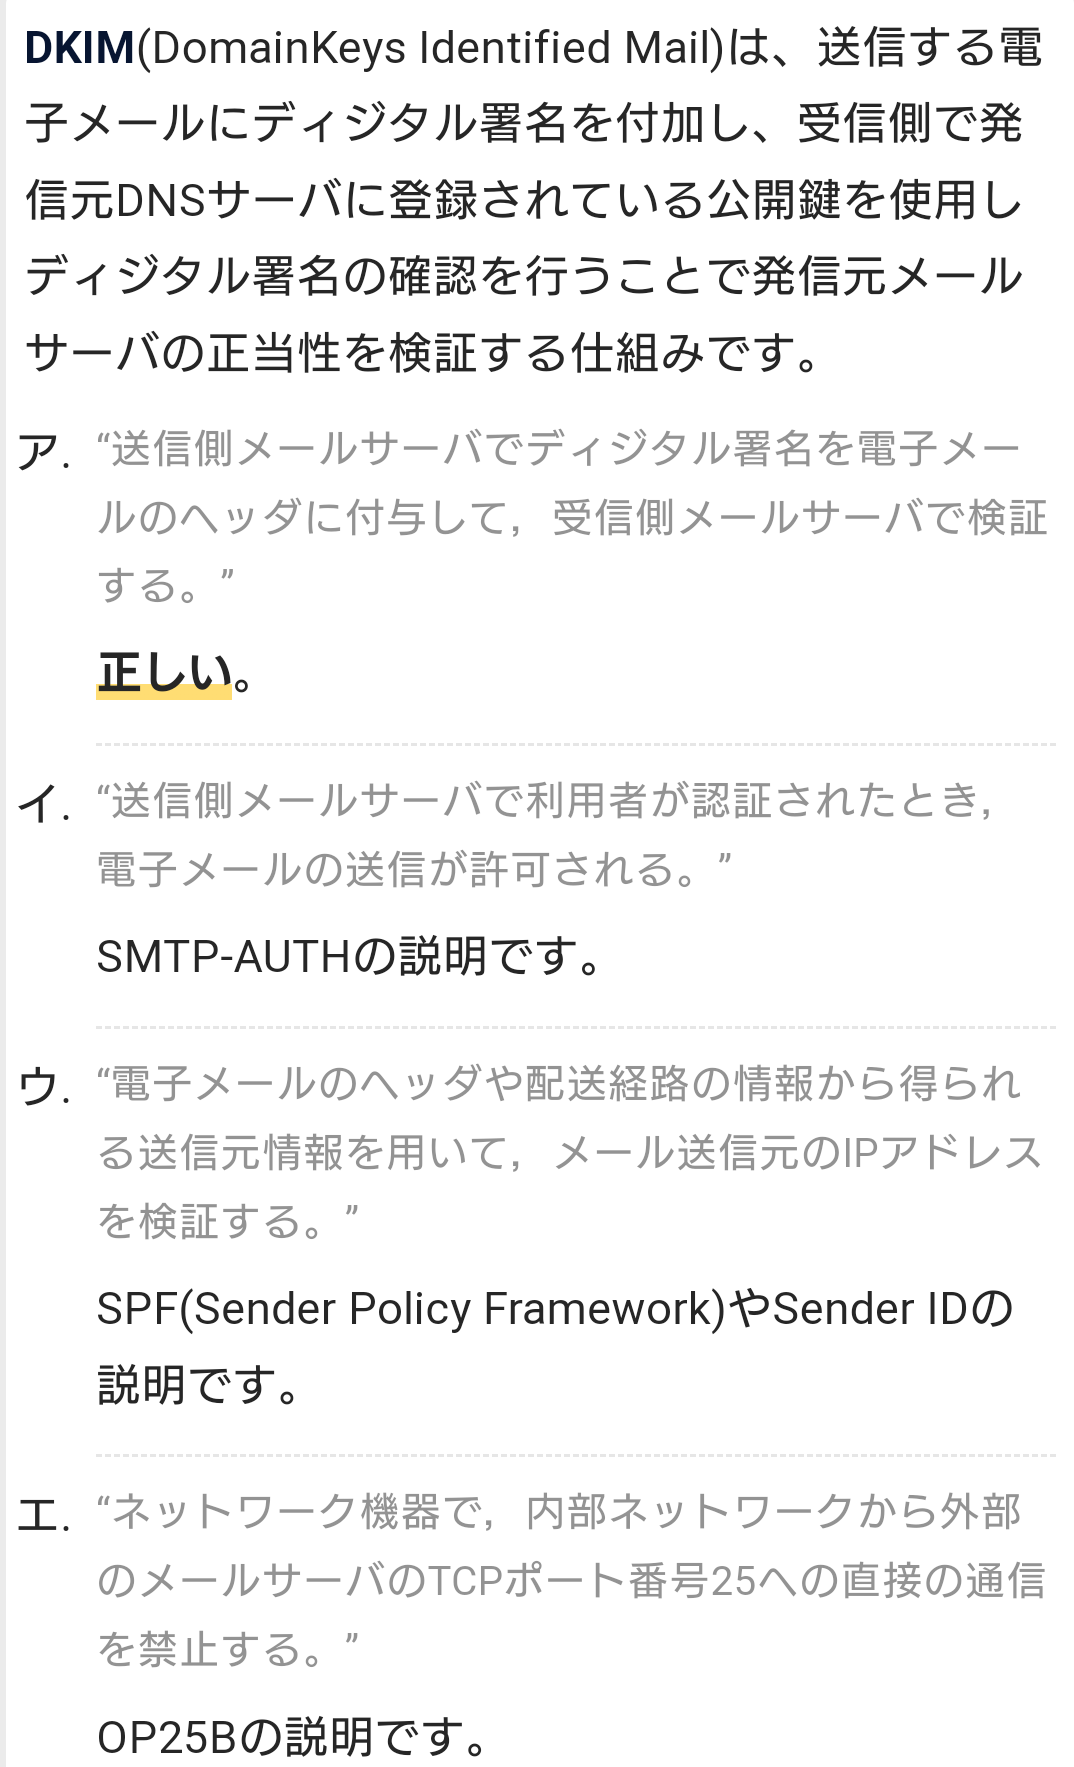 DKIM(DomainKeys Identified Mail)は、送信する電
子メールにディジタル署名を付加し、受信側で発
信元DNSサーバに登録されている公開鍵を使用し
ディジタル署名の確認を行うことで発信元メール
サーバの正当性を検証する仕組みです。
ア. “送信側メールサーバでディジタル署名を電子メー
ルのヘッダに付与して，受信側メールサーバで検証
する。”
正しい。
イ. “送信側メールサーバで利用者が認証されたとき，
電子メールの送信が許可される。”
SMTP-AUTHの説明です。
ウ. “電子メールのヘッダや配送経路の情報から得られ
る送信元情報を用いて，メール送信元のIPアドレス
を検証する。”
SPF(Sender Policy Framework)やSender IDの
説明です。
エ. “ネットワーク機器で，内部ネットワークから外部
のメールサーバのTCPポート番号25への直接の通信
を禁止する。”
OP25Bの説明です。